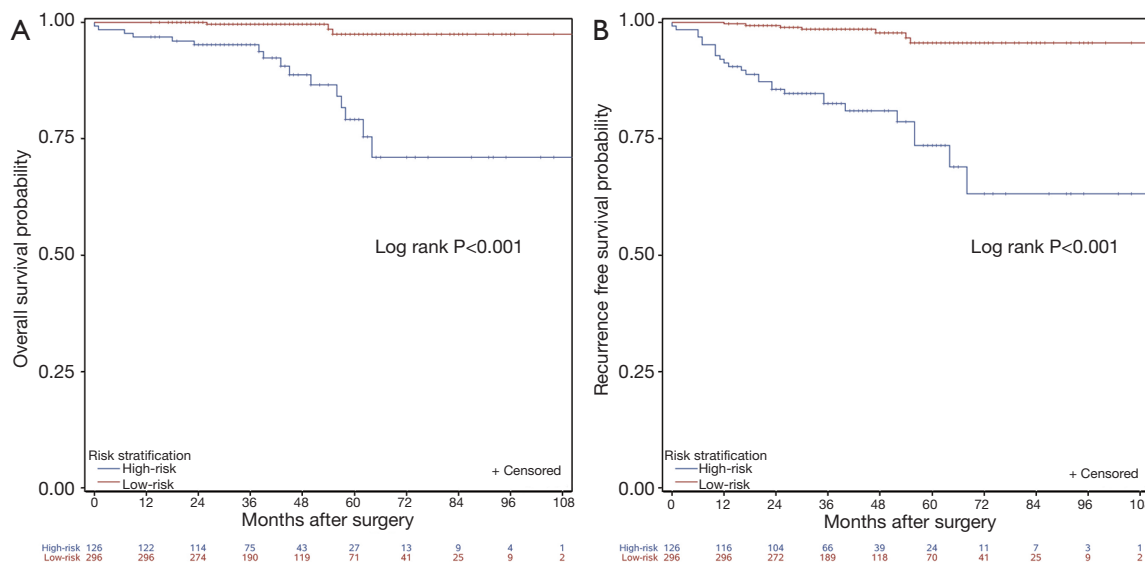 A
Overall survival probability
1.00
0.75
0.50
0.25
0.00
Log rank P<0.001
Risk stratification
High-risk
Low-risk
+ Censored
0 12 24 36 48 60 72 84 96 108
Months after surgery
High-risk 126 122 114 75 43 27 13 9 4 1
Low-risk 296 296 274 190 119 71 41 25 9 2
B
Recurrence free survival probability
1.00
0.75
0.50
0.25
0.00
Log rank P<0.001
Risk stratification
High-risk
Low-risk
+ Censored
0 12 24 36 48 60 72 84 96
Months after surgery
High-risk 126 116 104 66 39 24 11 7 3 1
Low-risk 296 296 272 189 118 70 41 25 9 2